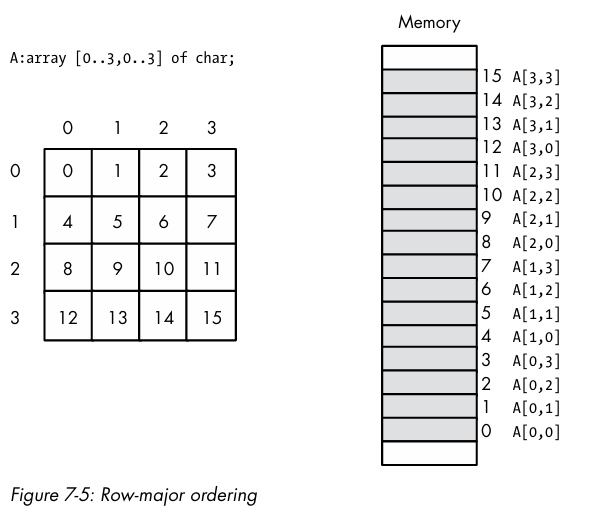 Memory
A:array [0..3,0..3] of char;
0 1 2 3
0 0 1 2 3
1 4 5 6 7
2 8 9 10 11
3 12 13 14 15
15 A[3,3]
14 A[3,2]
13 A[3,1]
12 A[3,0]
11 A[2,3]
10 A[2,2]
9 A[2,1]
8 A[2,0]
7 A[1,3]
6 A[1,2]
5 A[1,1]
4 A[1,0]
3 A[0,3]
2 A[0,2]
1 A[0,1]
0 A[0,0]
Figure 7-5: Row-major ordering